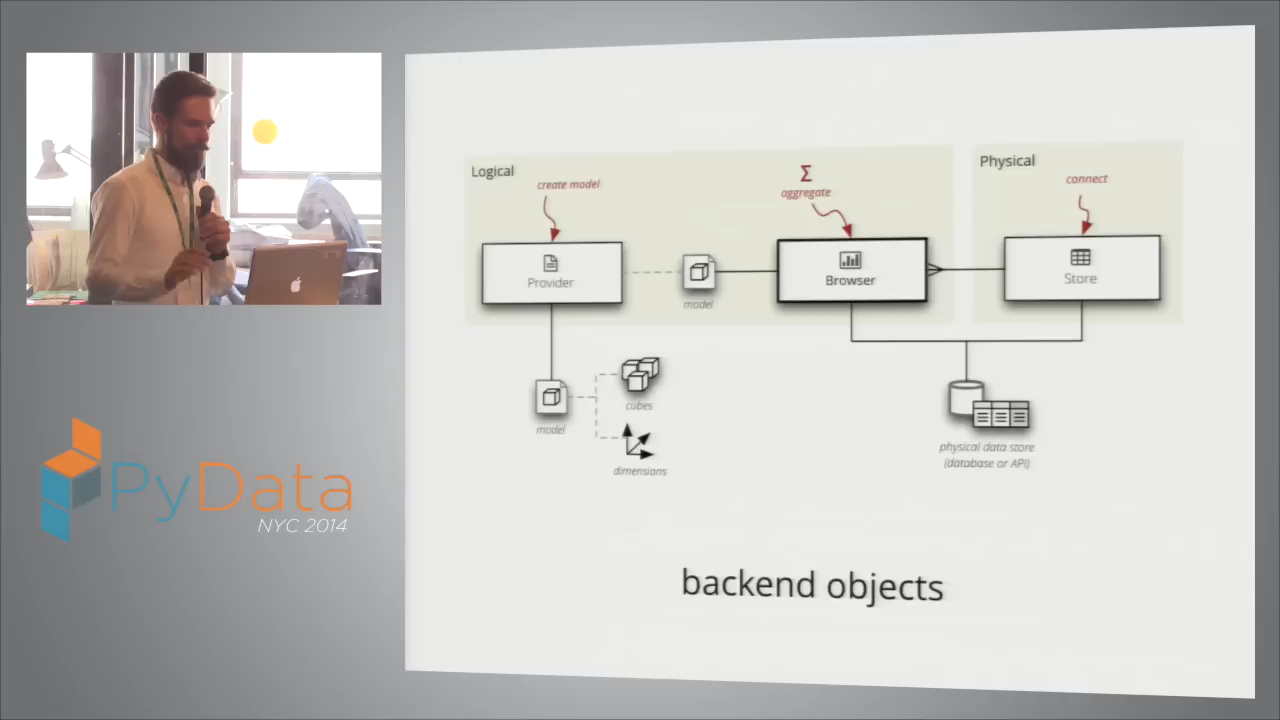 Logical
create model
Σ
aggregate
Physical
connect
Provider
model
Browser
Store
model
cubes
dimensions
physical data store
(database or API)
backend objects
PyData
NYC 2014